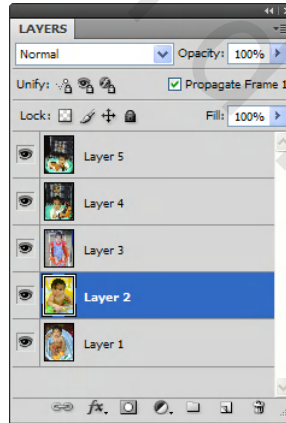 LAYERS
Normal Opacity: 100%
Unify: Propagate Frame 1
Lock: Fill: 100%
Layer 5
Layer 4
Layer 3
Layer 2
Layer 1
fx.